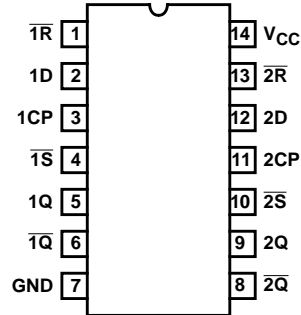 1R̅ 1 14 VCC
1D 2 13 2R̅
1CP 3 12 2D
1S̅ 4 11 2CP
1Q 5 10 2S̅
1Q̅ 6 9 2Q
GND 7 8 2Q̅